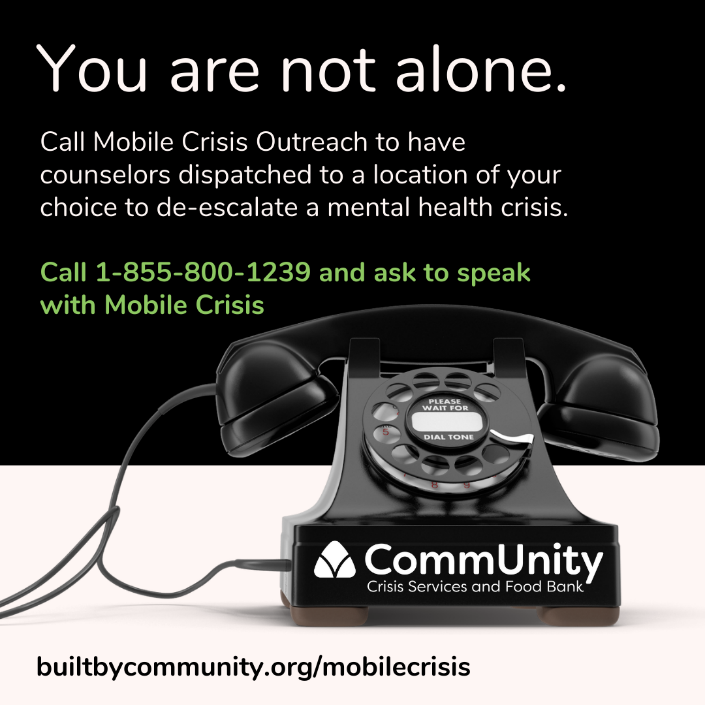 You are not alone.
Call Mobile Crisis Outreach to have
counselors dispatched to a location of your
choice to de-escalate a mental health crisis.
Call 1-855-800-1239 and ask to speak
with Mobile Crisis
PLEASE
WAIT FOR
DIAL TONE
CommUnity
Crisis Services and Food Bank
builtbycommunity.org/mobilecrisis